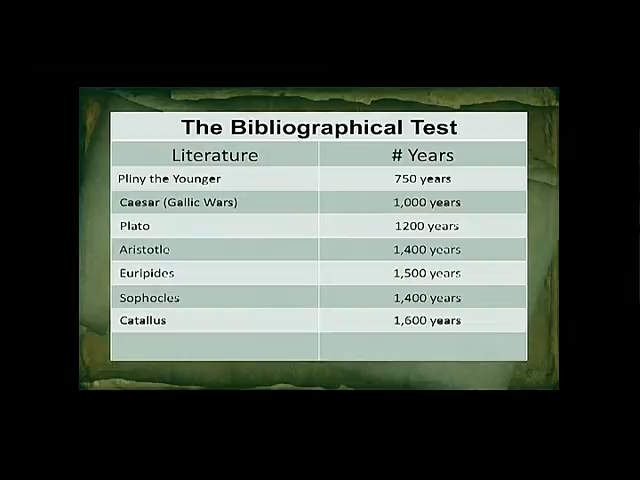 The Bibliographical Test
Literature # Years
Pliny the Younger 750 years
Caesar (Gallic Wars) 1,000 years
Plato 1200 years
Aristotle 1,400 years
Euripides 1,500 years
Sophocles 1,400 years
Catallus 1,600 years